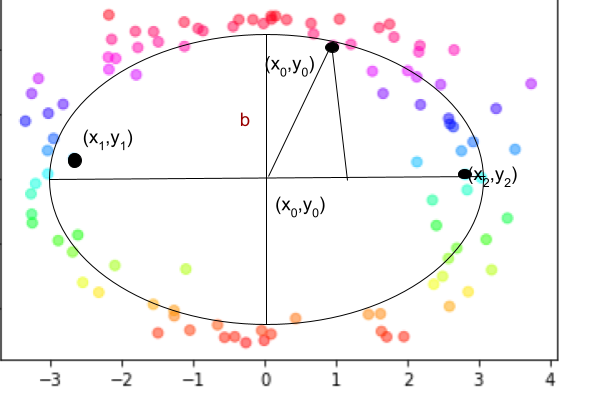 (x₀,y₀)
b
(x₁,y₁)
(x₂,y₂)
(x₀,y₀)
−3 −2 −1 0 1 2 3 4